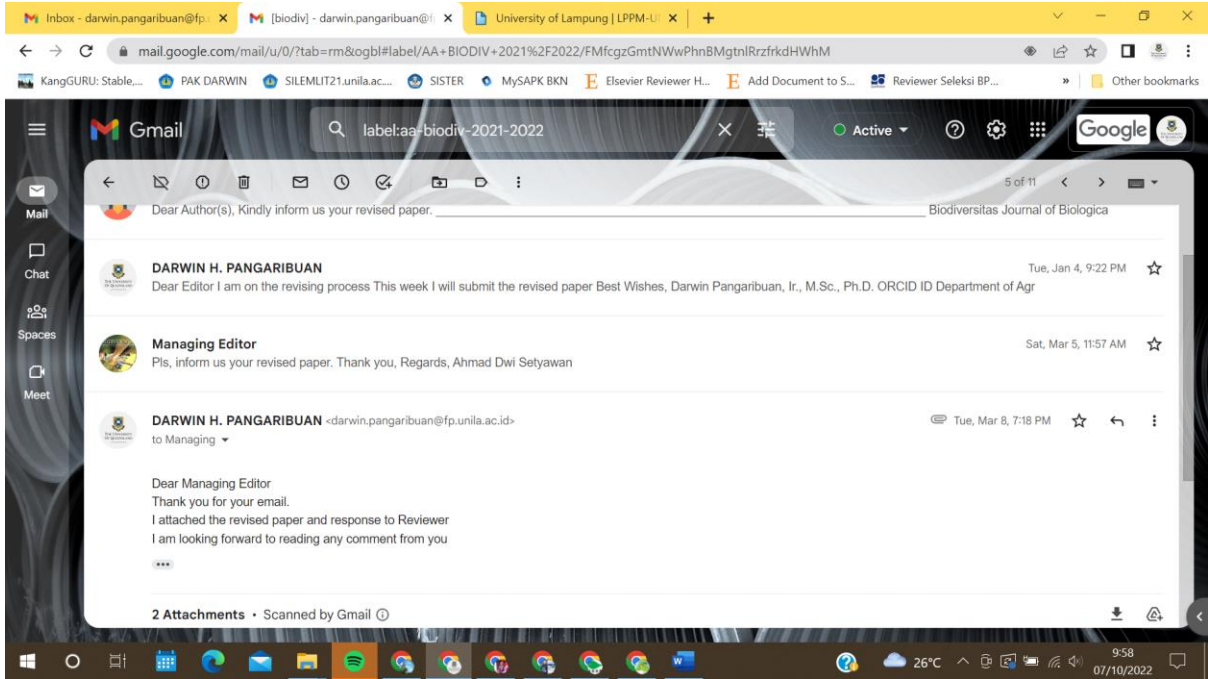 Inbox - darwin.pangaribuan@fp.
[biodiv] - darwin.pangaribuan@f
University of Lampung | LPPM-U
mail.google.com/mail/u/0/?tab=rm&ogbl#label/AA+BIODIV+2021%2F2022/FMfcgzGmtNWwPhnBMgtnlRrzfrkdHWhM
KangGURU: Stable,... PAK DARWIN SILEMLIT21.unila.ac.... SISTER MySAPK BKN Elsevier Reviewer H... Add Document to S... Reviewer Seleksi BP... » Other bookmarks
Gmail label:aa-biodiv-2021-2022 Active Google
5 of 11
Mail
Chat
Spaces
Meet
Dear Author(s), Kindly inform us your revised paper. Biodiversitas Journal of Biologica
DARWIN H. PANGARIBUAN Tue, Jan 4, 9:22 PM
Dear Editor I am on the revising process This week I will submit the revised paper Best Wishes, Darwin Pangaribuan, Ir., M.Sc., Ph.D. ORCID ID Department of Agr
Managing Editor Sat, Mar 5, 11:57 AM
Pls, inform us your revised paper. Thank you, Regards, Ahmad Dwi Setyawan
DARWIN H. PANGARIBUAN <darwin.pangaribuan@fp.unila.ac.id> Tue, Mar 8, 7:18 PM
to Managing
Dear Managing Editor
Thank you for your email.
I attached the revised paper and response to Reviewer
I am looking forward to reading any comment from you
2 Attachments • Scanned by Gmail
26°C 9:58
07/10/2022